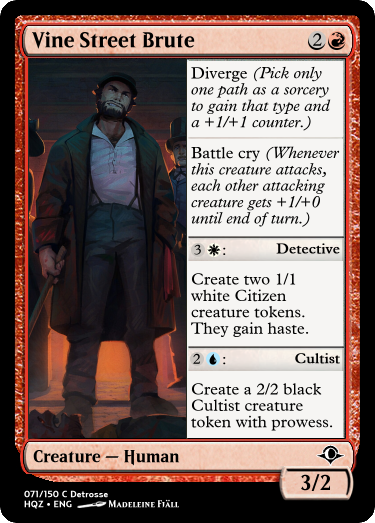 Vine Street Brute 2
Diverge (Pick only
one path as a sorcery
to gain that type and
a +1/+1 counter.)
Battle cry (Whenever
this creature attacks,
each other attacking
creature gets +1/+0
until end of turn.)
3 : Detective
Create two 1/1
white Citizen
creature tokens.
They gain haste.
2 : Cultist
Create a 2/2 black
Cultist creature
token with prowess.
Creature — Human
3/2
071/150 C Detrosse
HQZ • ENG Madeleine Fjäll